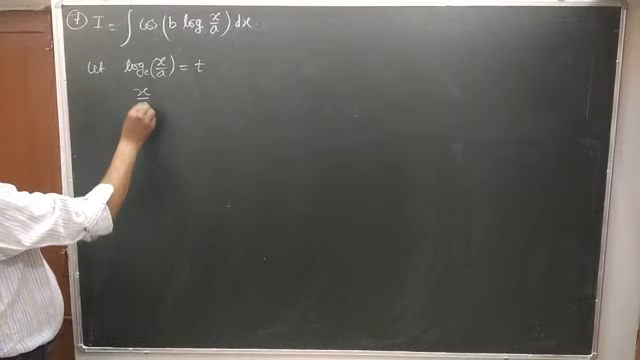 ⑦ I = ∫ cos (b log x/a) dx
let log_e (x/a) = t
x